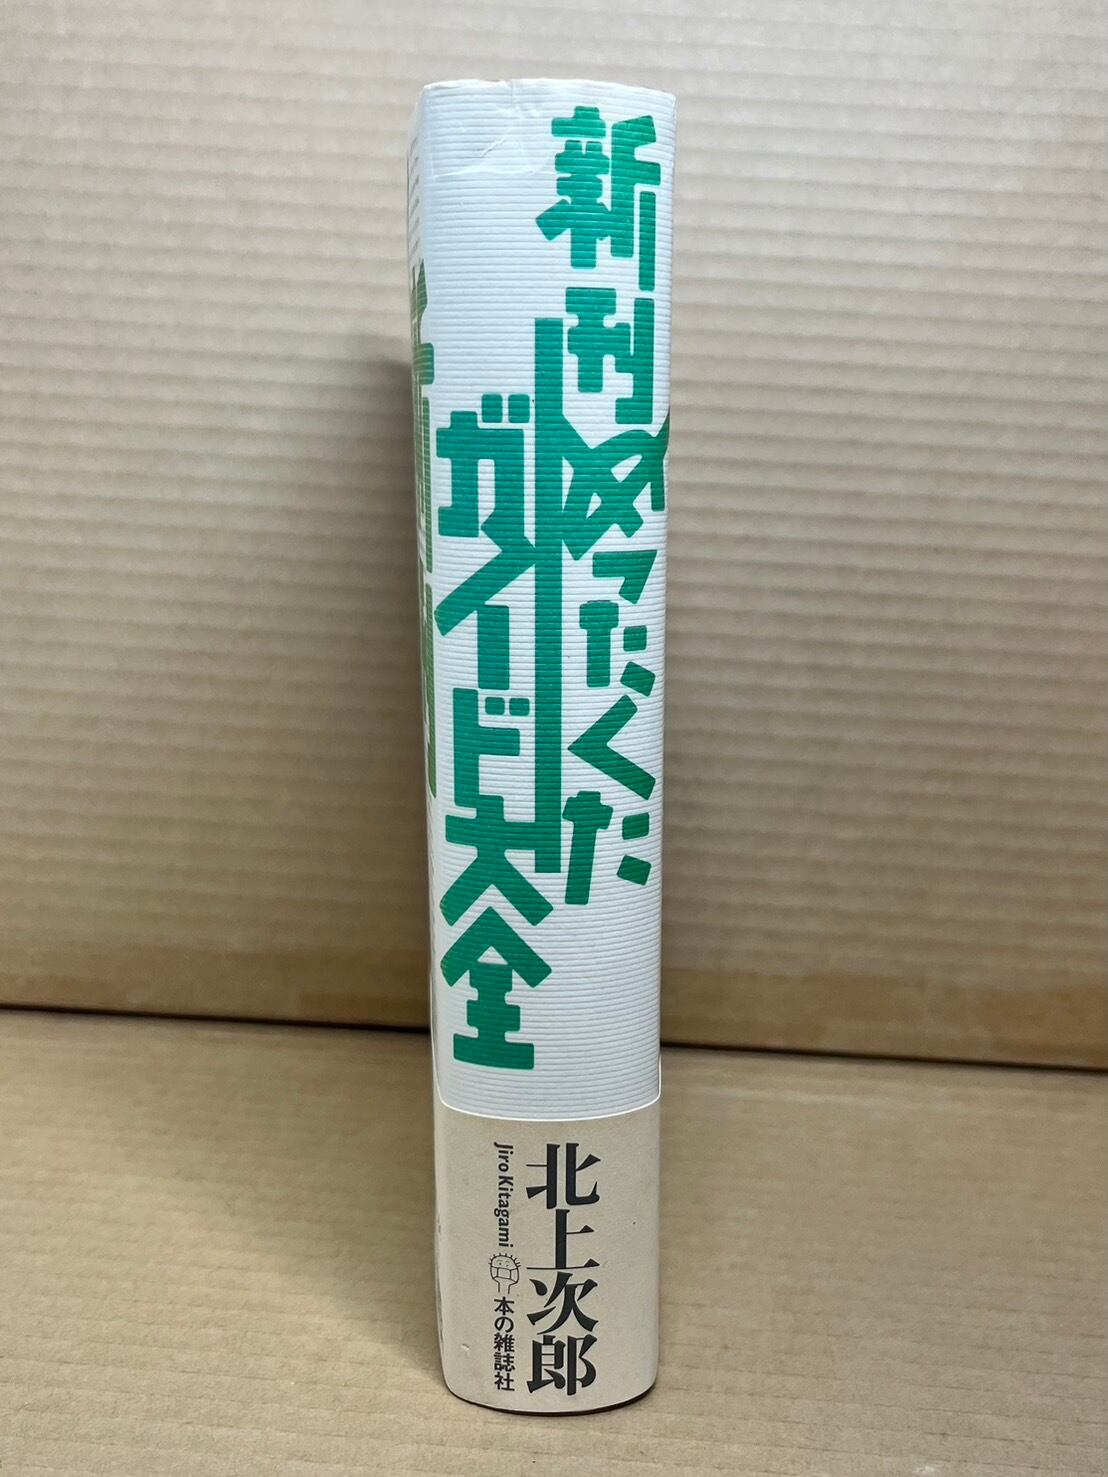 新刊めったくた
ガイド大全
北上次郎
Jiro Kitagami
本の雑誌社